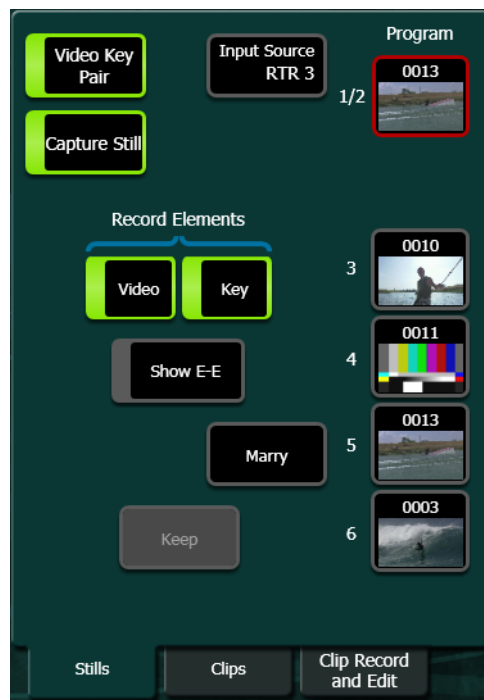 Program
Video Key
Pair
Input Source
RTR 3
0013
1/2
Capture Still
Record Elements
0010
3
Video
Key
0011
4
Show E-E
0013
5
Marry
0003
6
Keep
Stills
Clips
Clip Record
and Edit